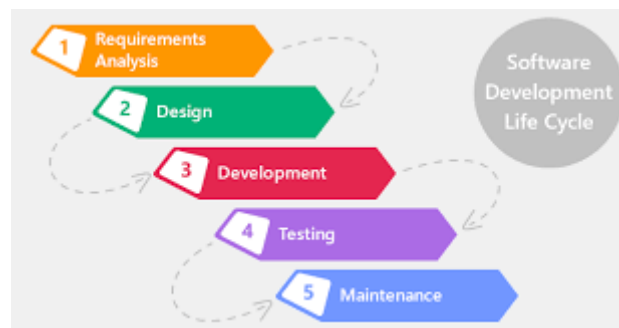 1
Requirements
Analysis
2
Design
3
Development
4
Testing
5
Maintenance
Software
Development
Life Cycle